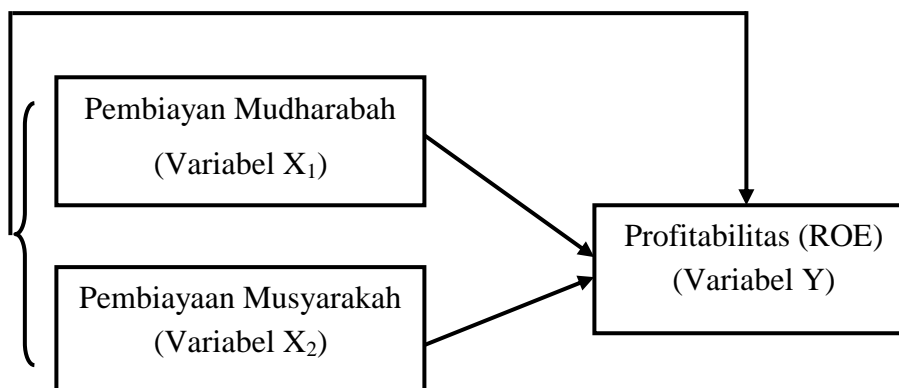 Pembiayan Mudharabah
(Variabel X₁)
Profitabilitas (ROE)
(Variabel Y)
Pembiayaan Musyarakah
(Variabel X₂)